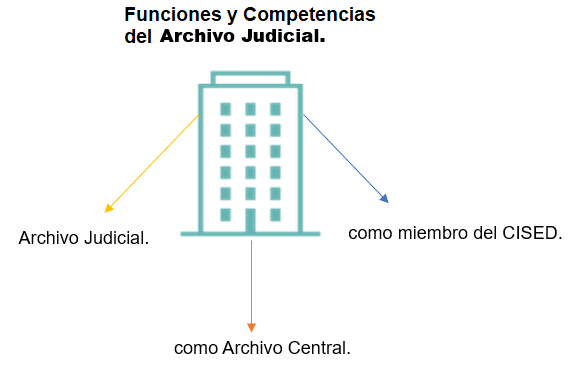 Funciones y Competencias
del Archivo Judicial.
Archivo Judicial.
como miembro del CISED.
como Archivo Central.